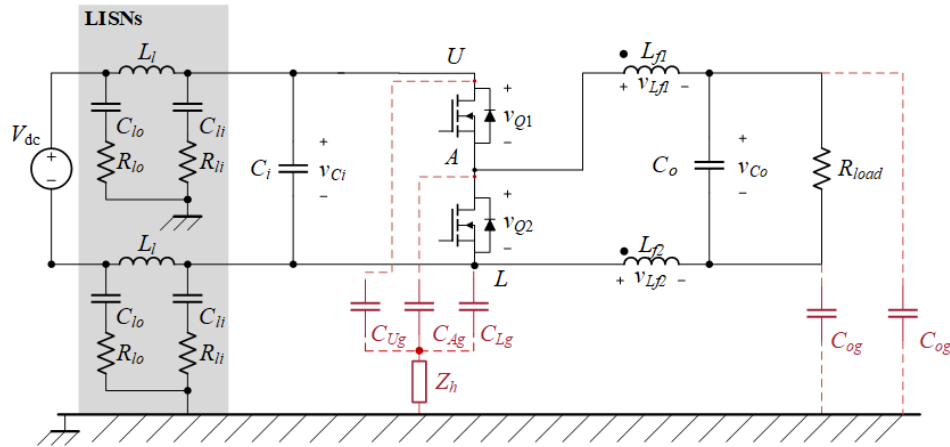 LISNs
L_l
U
L_f1
+ v_Lf1 −
C_lo
C_li
V_dc
+
−
R_lo
R_li
C_i
+
v_Ci
−
+
v_Q1
−
A
+
v_Q2
−
C_o
+
v_Co
−
R_load
L_l
L
L_f2
+ v_Lf2 −
C_lo
C_li
R_lo
R_li
C_Ug
C_Ag
C_Lg
C_og
C_og
Z_h